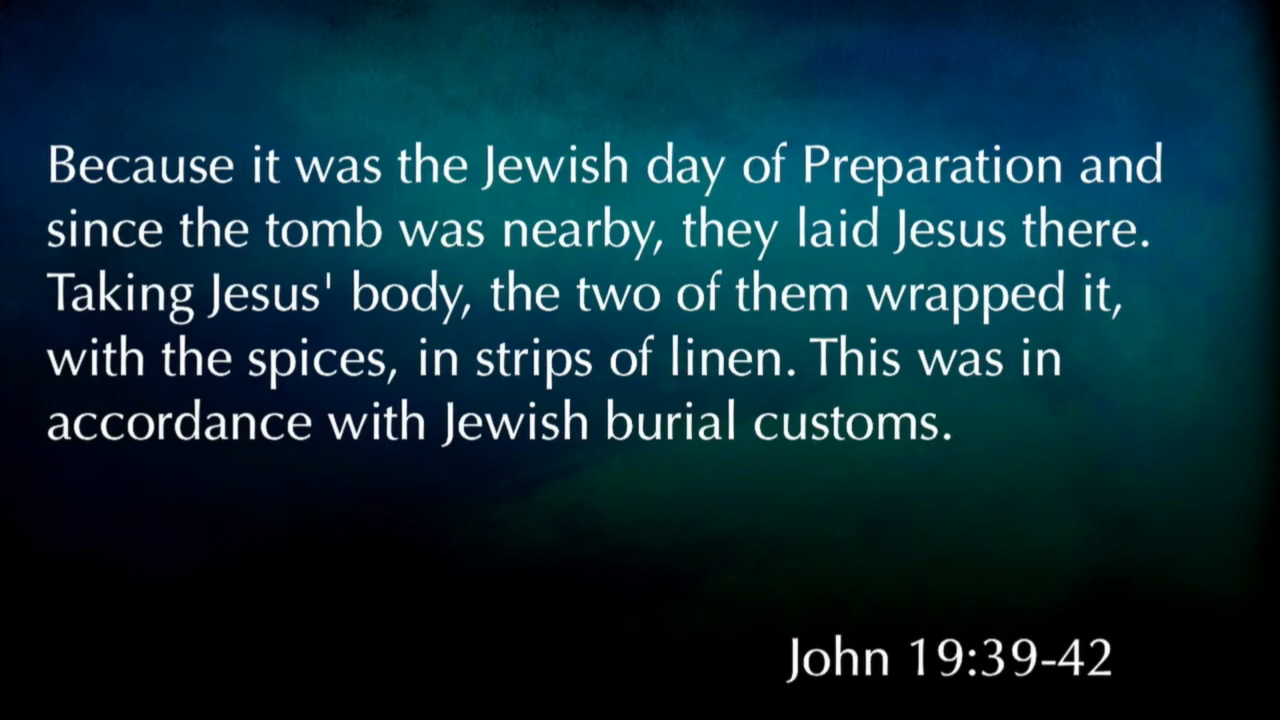 Because it was the Jewish day of Preparation and
since the tomb was nearby, they laid Jesus there.
Taking Jesus' body, the two of them wrapped it,
with the spices, in strips of linen. This was in
accordance with Jewish burial customs.
John 19:39-42